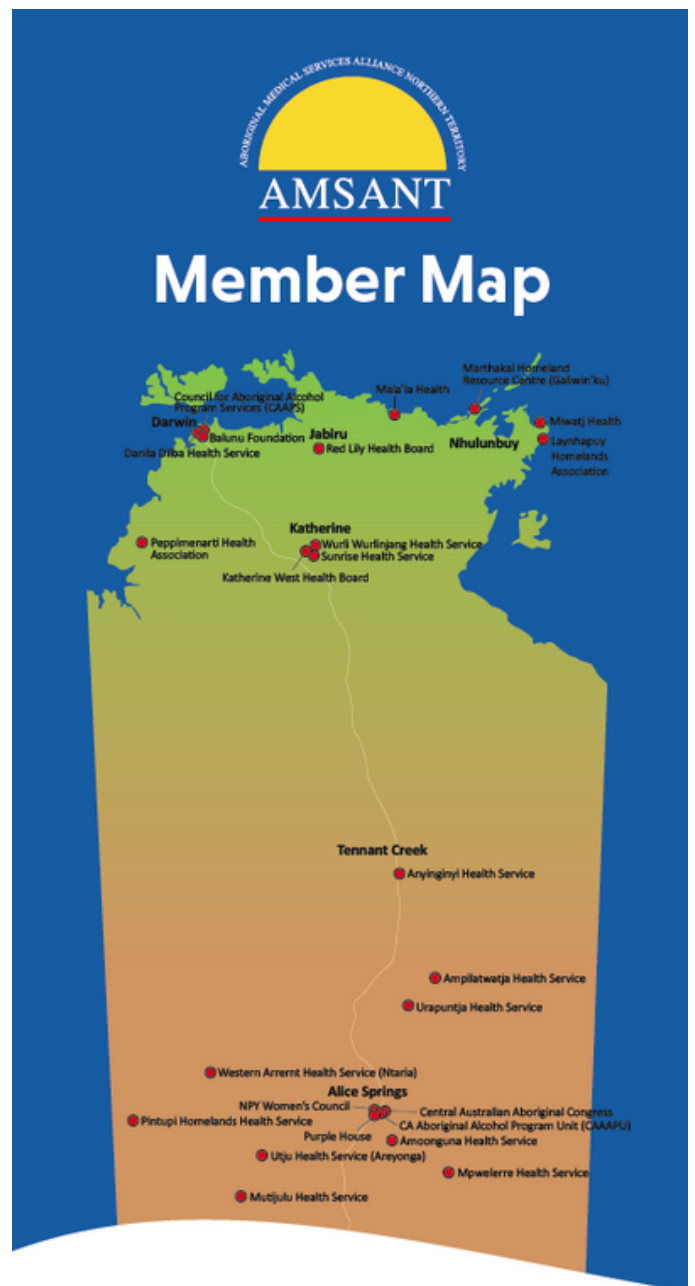 ABORIGINAL MEDICAL SERVICES ALLIANCE NORTHERN TERRITORY
AMSANT
Member Map
Marthakal Homeland
Resource Centre (Galiwin'ku)
Mala'la Health
Council for Aboriginal Alcohol
Program Services (CAAPS)
Darwin
Balunu Foundation
Danila Dilba Health Service
Jabiru
Red Lily Health Board
Nhulunbuy
Miwatj Health
Laynhapuy
Homelands
Association
Katherine
Wurli Wurlinjang Health Service
Sunrise Health Service
Katherine West Health Board
Peppimenarti Health
Association
Tennant Creek
Anyinginyi Health Service
Ampilatwatja Health Service
Urapuntja Health Service
Western Arrernt Health Service (Ntaria)
Alice Springs
NPY Women's Council
Central Australian Aboriginal Congress
Pintupi Homelands Health Service
CA Aboriginal Alcohol Program Unit (CAAAPU)
Purple House
Amoonguna Health Service
Utju Health Service (Areyonga)
Mpwelerre Health Service
Mutijulu Health Service